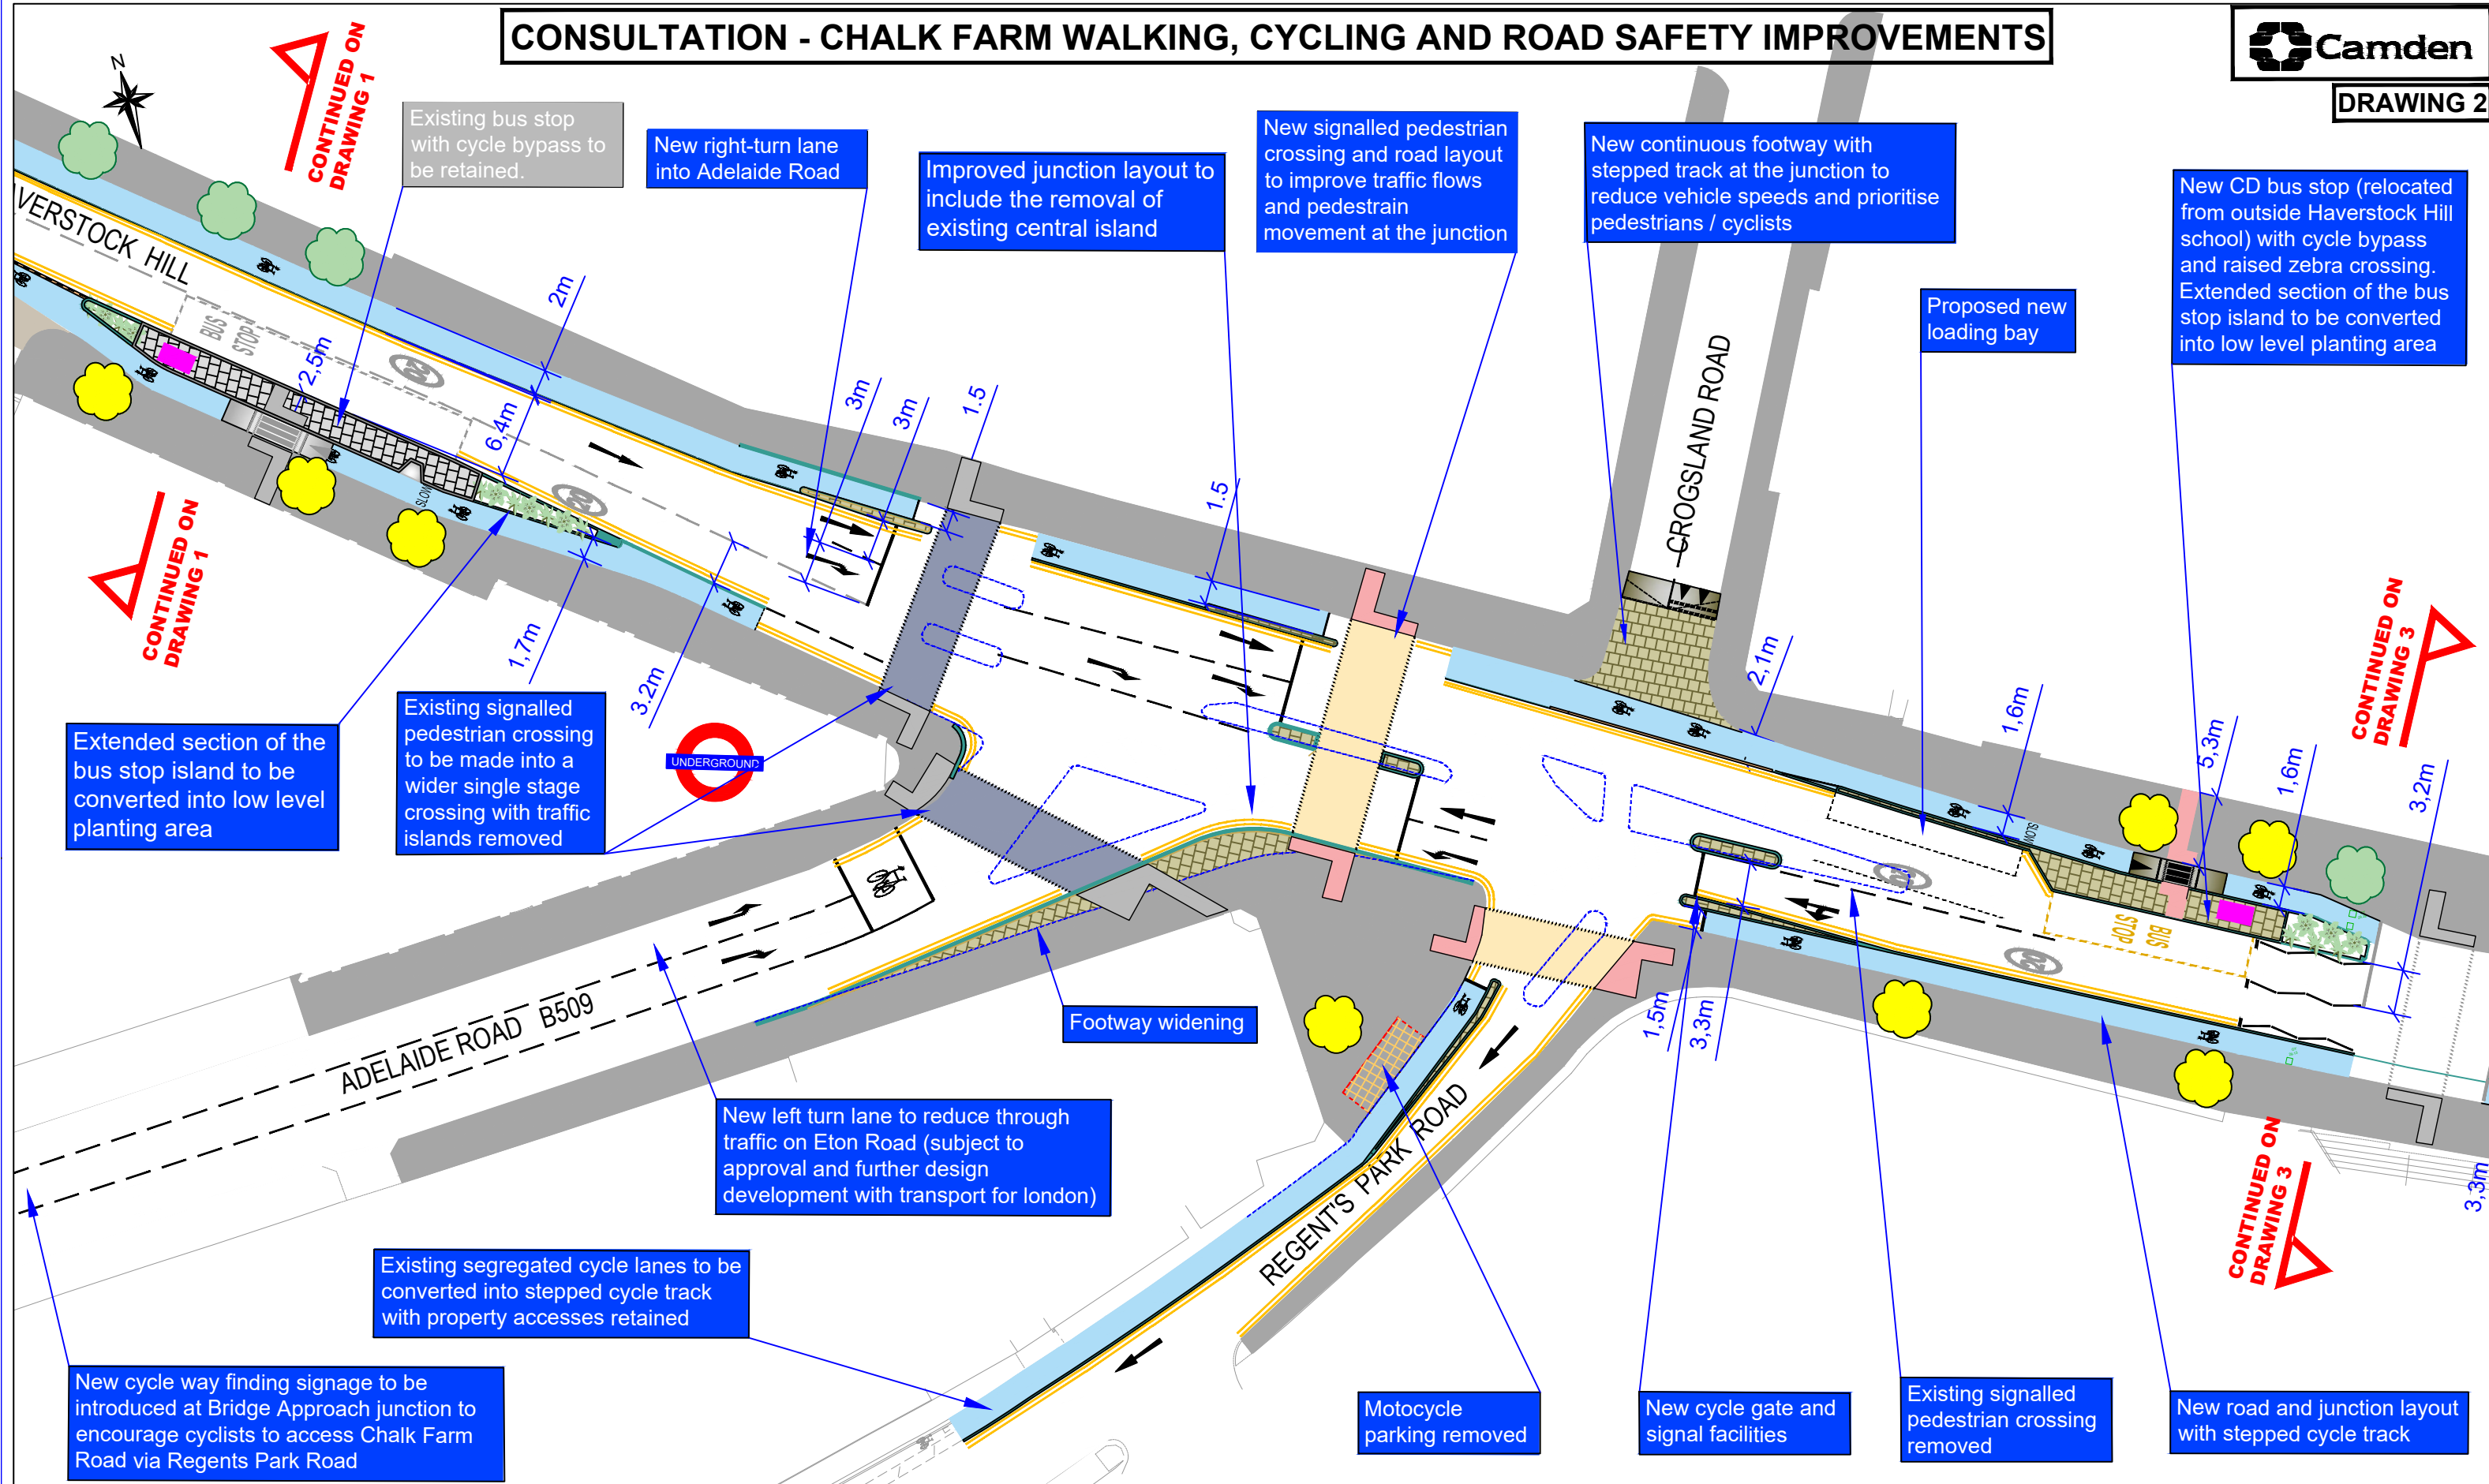 CONSULTATION - CHALK FARM WALKING, CYCLING AND ROAD SAFETY IMPROVEMENTS
Camden
DRAWING 2
N
CONTINUED ON
DRAWING 1
Existing bus stop
with cycle bypass to
be retained.
New right-turn lane
into Adelaide Road
Improved junction layout to
include the removal of
existing central island
New signalled pedestrian
crossing and road layout
to improve traffic flows
and pedestrain
movement at the junction
New continuous footway with
stepped track at the junction to
reduce vehicle speeds and prioritise
pedestrians / cyclists
Proposed new
loading bay
New CD bus stop (relocated
from outside Haverstock Hill
school) with cycle bypass
and raised zebra crossing.
Extended section of the bus
stop island to be converted
into low level planting area
VERSTOCK HILL
BUS
STOP
20
2,5m
2m
6,4m
3m
3m
1.5
1.5
CROGSLAND ROAD
SLOW
20
1,7m
3.2m
CONTINUED ON
DRAWING 1
UNDERGROUND
2,1m
1,6m
5,3m
1,6m
3,2m
CONTINUED ON
DRAWING 3
Extended section of the
bus stop island to be
converted into low level
planting area
Existing signalled
pedestrian crossing
to be made into a
wider single stage
crossing with traffic
islands removed
SLOW
20
BUS
STOP
20
ADELAIDE ROAD B509
Footway widening
1,5m
3,3m
REGENT'S PARK ROAD
New left turn lane to reduce through
traffic on Eton Road (subject to
approval and further design
development with transport for london)
CONTINUED ON
DRAWING 3
3,3m
Existing segregated cycle lanes to be
converted into stepped cycle track
with property accesses retained
New cycle way finding signage to be
introduced at Bridge Approach junction to
encourage cyclists to access Chalk Farm
Road via Regents Park Road
Motocycle
parking removed
New cycle gate and
signal facilities
Existing signalled
pedestrian crossing
removed
New road and junction layout
with stepped cycle track